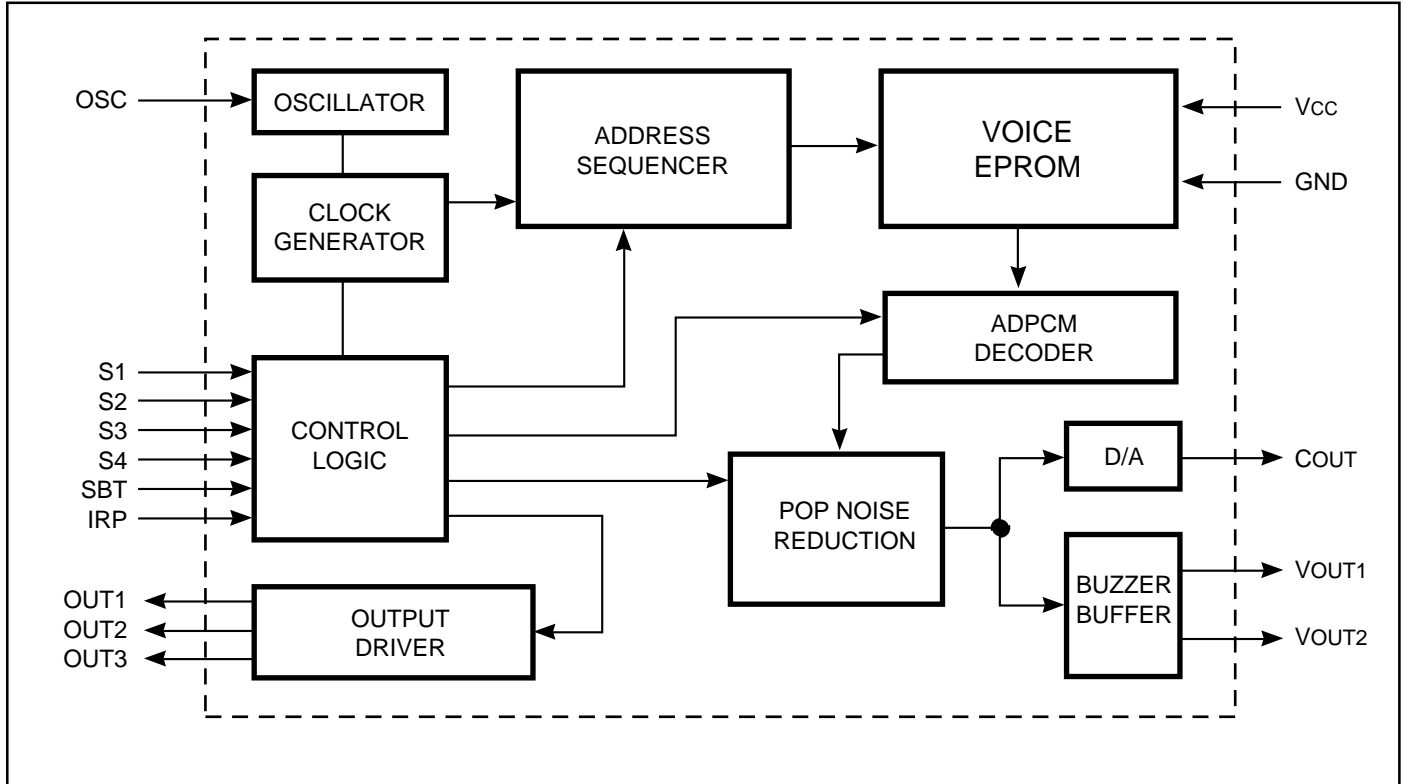 OSC
OSCILLATOR
CLOCK
GENERATOR
ADDRESS
SEQUENCER
VOICE
EPROM
VCC
GND
ADPCM
DECODER
S1
S2
S3
S4
SBT
IRP
CONTROL
LOGIC
POP NOISE
REDUCTION
D/A
COUT
BUZZER
BUFFER
VOUT1
VOUT2
OUT1
OUT2
OUT3
OUTPUT
DRIVER